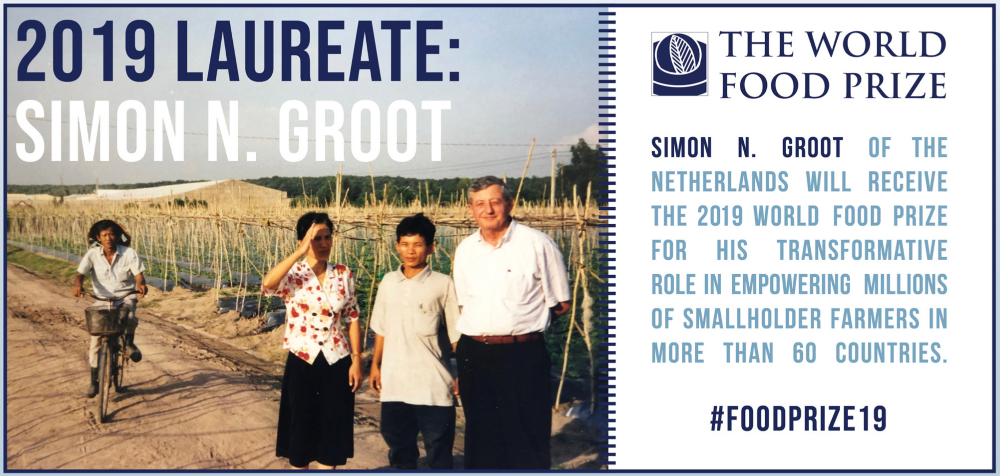 2019 LAUREATE:
SIMON N. GROOT
THE WORLD
FOOD PRIZE
SIMON N. GROOT OF THE
NETHERLANDS WILL RECEIVE
THE 2019 WORLD FOOD PRIZE
FOR HIS TRANSFORMATIVE
ROLE IN EMPOWERING MILLIONS
OF SMALLHOLDER FARMERS IN
MORE THAN 60 COUNTRIES.
#FOODPRIZE19